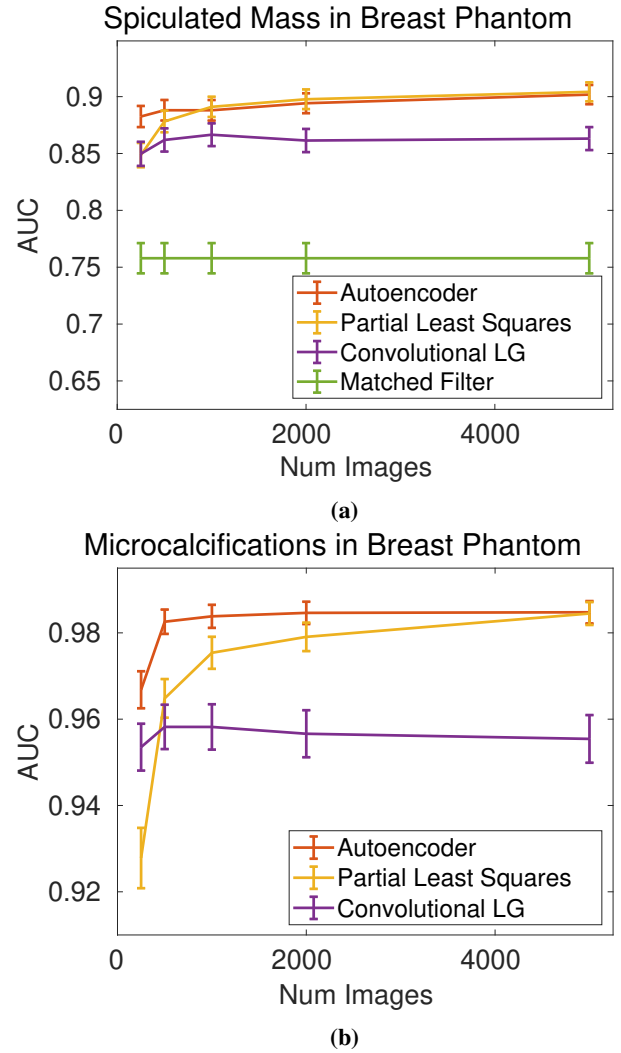 Spiculated Mass in Breast Phantom
0.9
0.85
0.8
0.75
0.7
0.65
AUC
Autoencoder
Partial Least Squares
Convolutional LG
Matched Filter
0 2000 4000
Num Images
(a)
Microcalcifications in Breast Phantom
0.98
0.96
0.94
0.92
AUC
Autoencoder
Partial Least Squares
Convolutional LG
0 2000 4000
Num Images
(b)